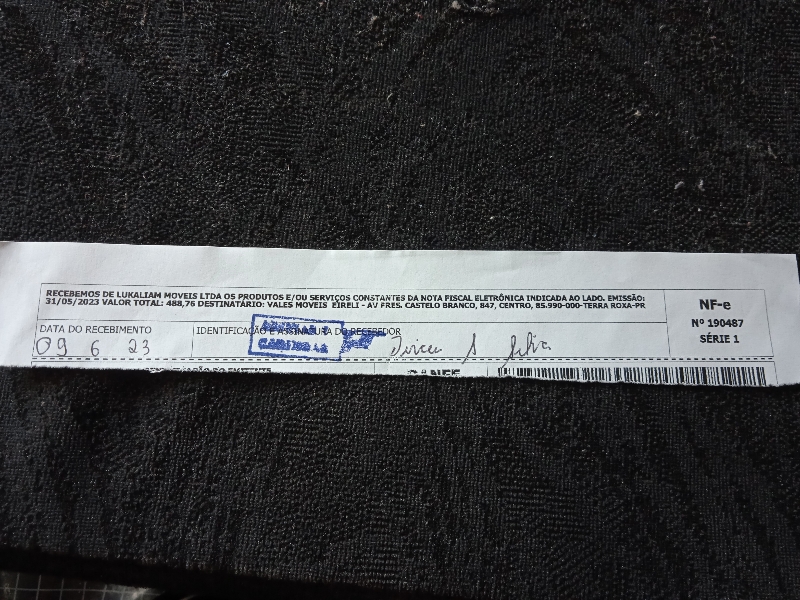 RECEBEMOS DE LUKALIAM MOVEIS LTDA OS PRODUTOS E/OU SERVIÇOS CONSTANTES DA NOTA FISCAL ELETRÔNICA INDICADA AO LADO. EMISSÃO:
31/05/2023 VALOR TOTAL: 488,76 DESTINATÁRIO: VALES MOVEIS EIRELI - AV PRES. CASTELO BRANCO, 847, CENTRO, 85.990-000-TERRA ROXA-PR
NF-e
Nº 190487
SÉRIE 1
DATA DO RECEBIMENTO
IDENTIFICAÇÃO E ASSINATURA DO RECEBEDOR
09 6 23
S Silva
DANFE